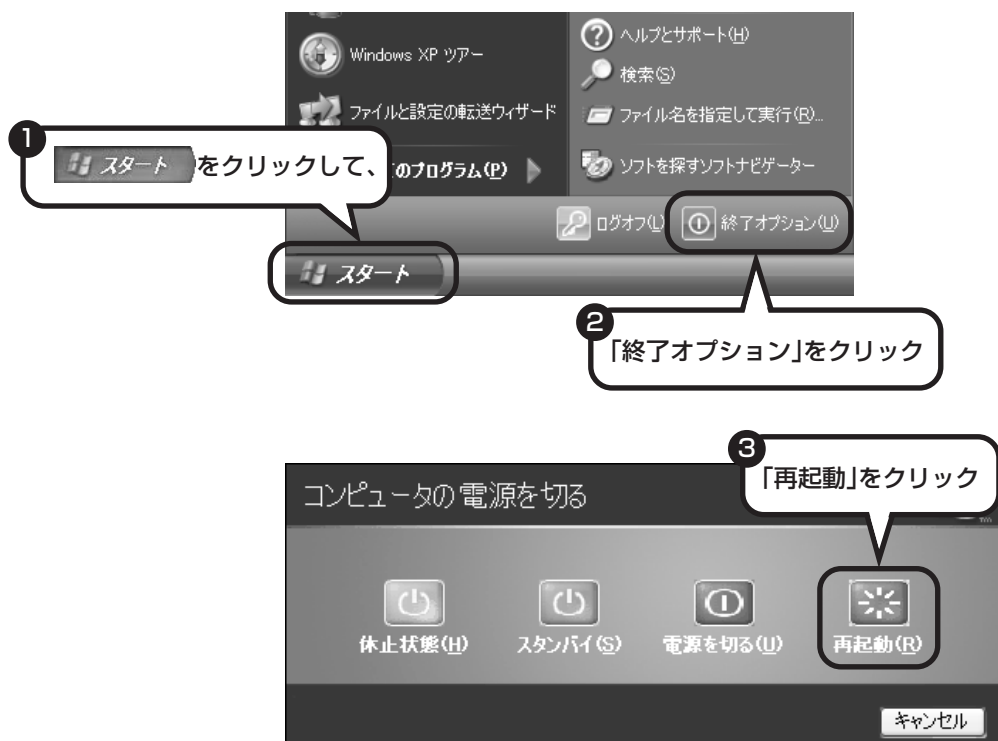 Windows XP ツアー
ファイルと設定の転送ウィザード
のプログラム(P)
ヘルプとサポート(H)
検索(S)
ファイル名を指定して実行(R)...
ソフトを探すソフトナビゲーター
ログオフ(L)
終了オプション(U)
スタート
1
スタート をクリックして、
2
「終了オプション」をクリック
3
「再起動」をクリック
コンピュータの電源を切る
休止状態(H)
スタンバイ(S)
電源を切る(U)
再起動(R)
キャンセル